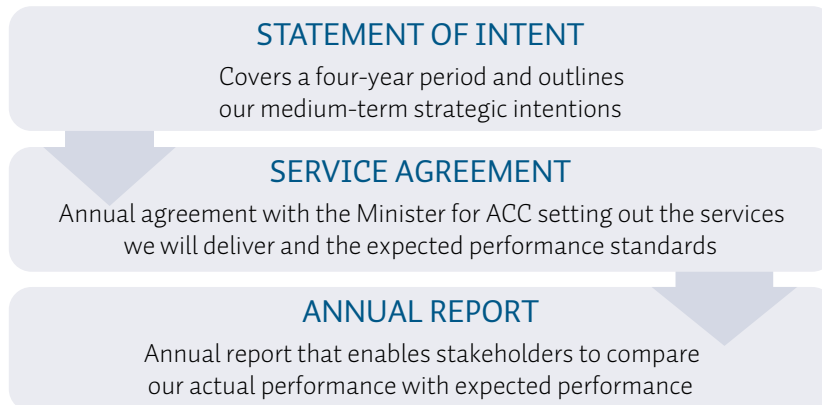 STATEMENT OF INTENT
Covers a four-year period and outlines
our medium-term strategic intentions
SERVICE AGREEMENT
Annual agreement with the Minister for ACC setting out the services
we will deliver and the expected performance standards
ANNUAL REPORT
Annual report that enables stakeholders to compare
our actual performance with expected performance